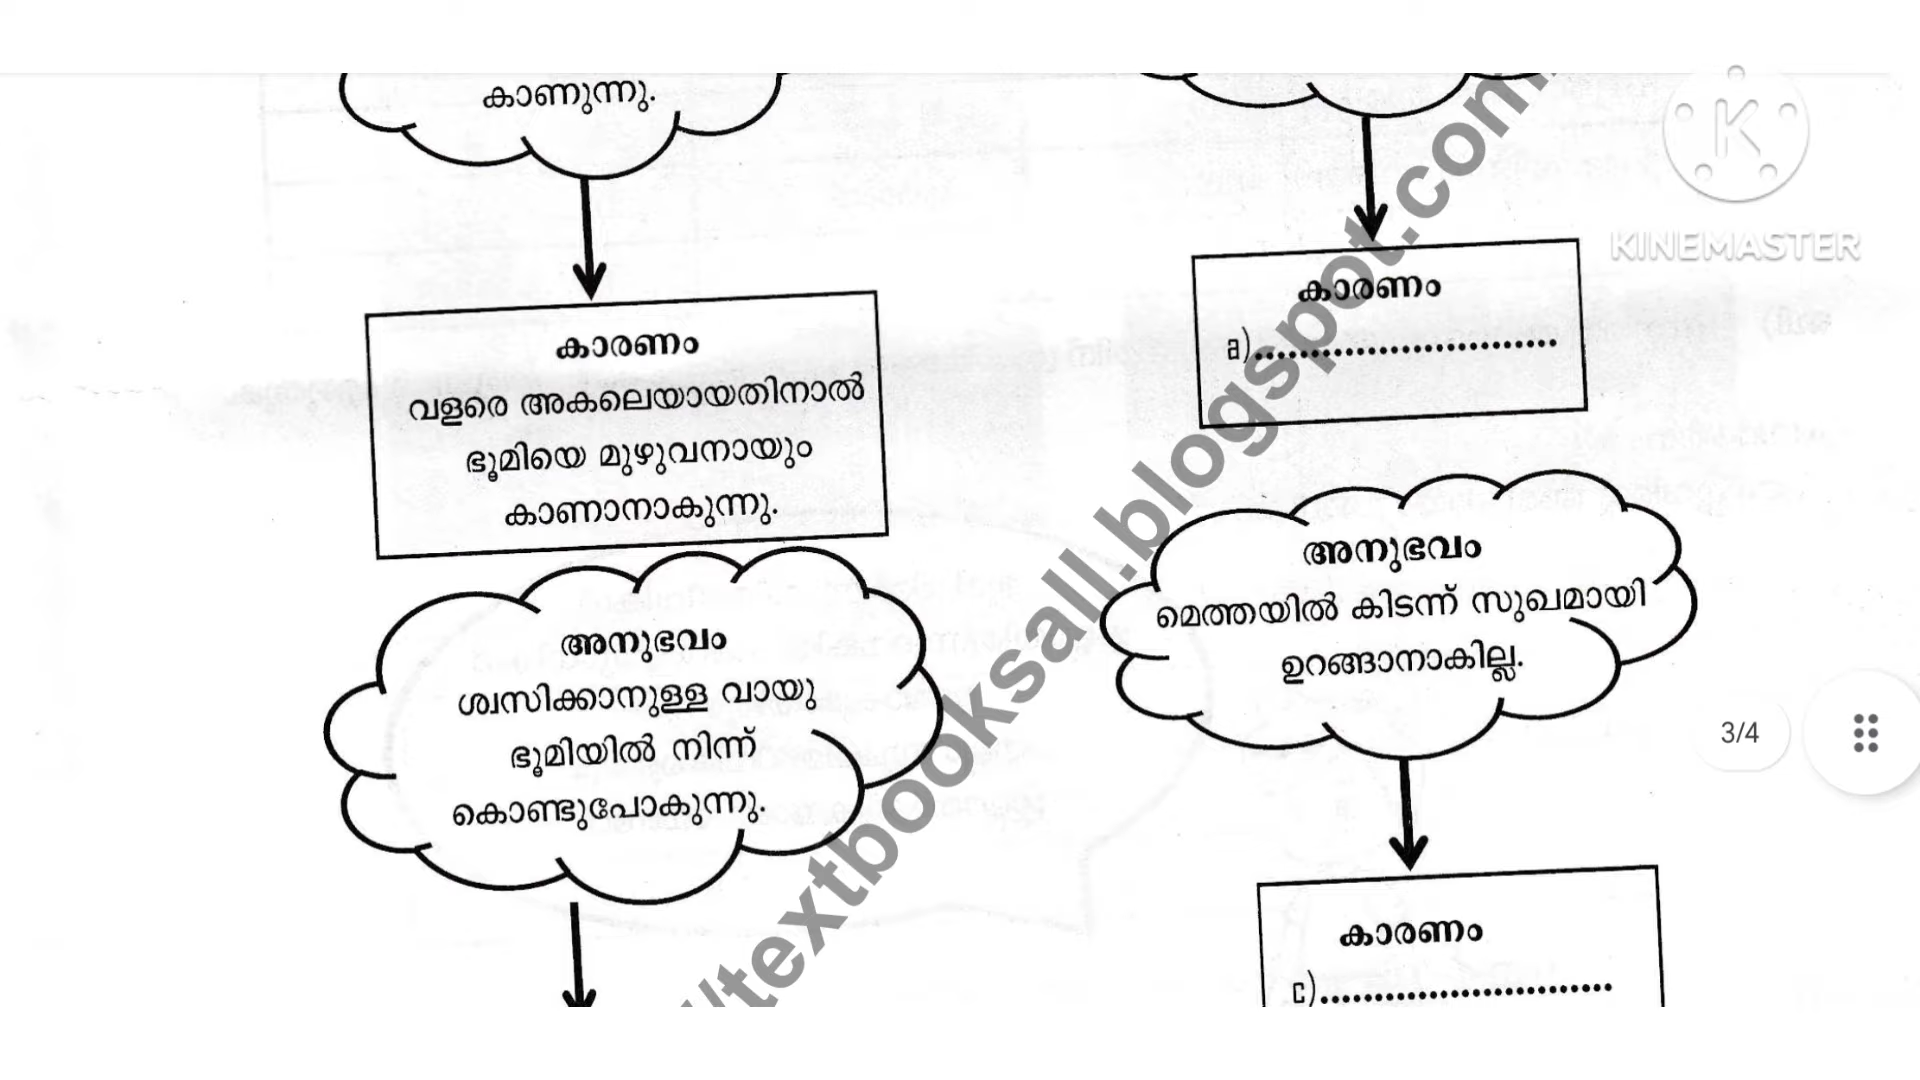 കാണുന്നു.
കാരണം
വളരെ അകലെയായതിനാൽ
ഭൂമിയെ മുഴുവനായും
കാണാനാകുന്നു.
അനുഭവം
ശ്വസിക്കാനുള്ള വായു
ഭൂമിയിൽ നിന്ന്
കൊണ്ടുപോകുന്നു.
കാരണം
a)...........................
അനുഭവം
മെത്തയിൽ കിടന്ന് സുഖമായി
ഉറങ്ങാനാകില്ല.
കാരണം
c)...........................
//textbooksall.blogspot.com
K
KINEMASTER
3/4